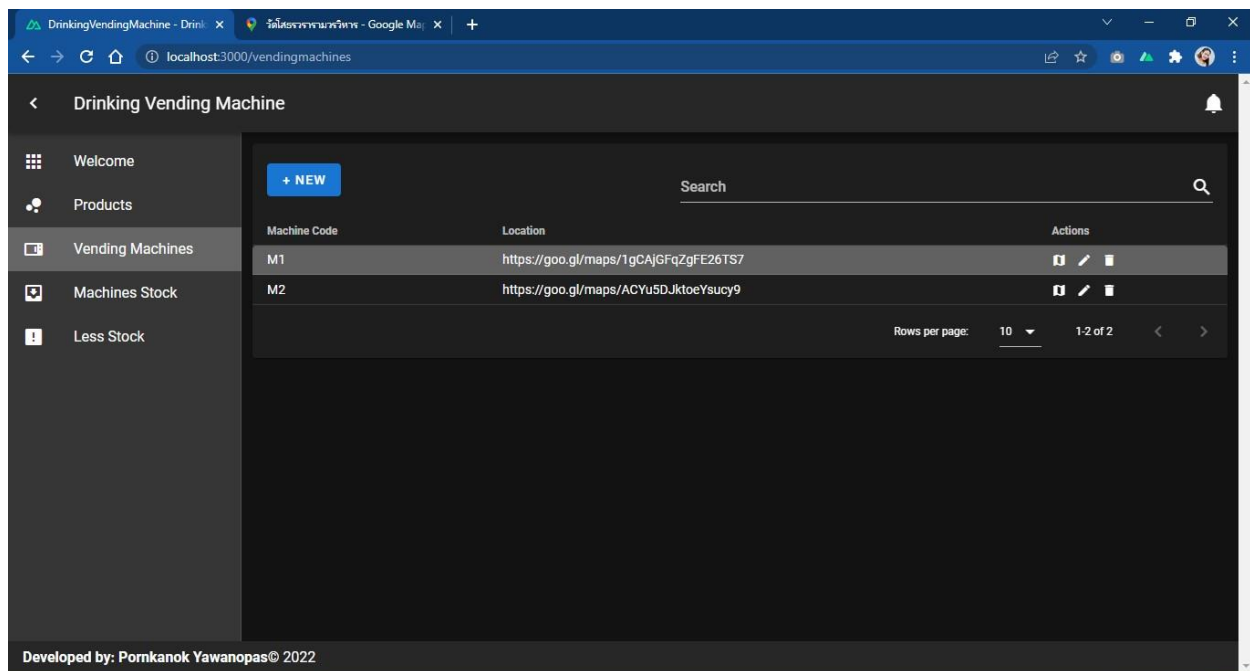 DrinkingVendingMachine - Drink
วัดโสธรวรารามวรวิหาร - Google Map
localhost:3000/vendingmachines
Drinking Vending Machine
Welcome
Products
Vending Machines
Machines Stock
Less Stock
+ NEW
Search
Machine Code Location Actions
M1 https://goo.gl/maps/1gCAjGFqZgFE26TS7
M2 https://goo.gl/maps/ACYu5DJktoeYsucy9
Rows per page: 10 1-2 of 2
Developed by: Pornkanok Yawanopas© 2022